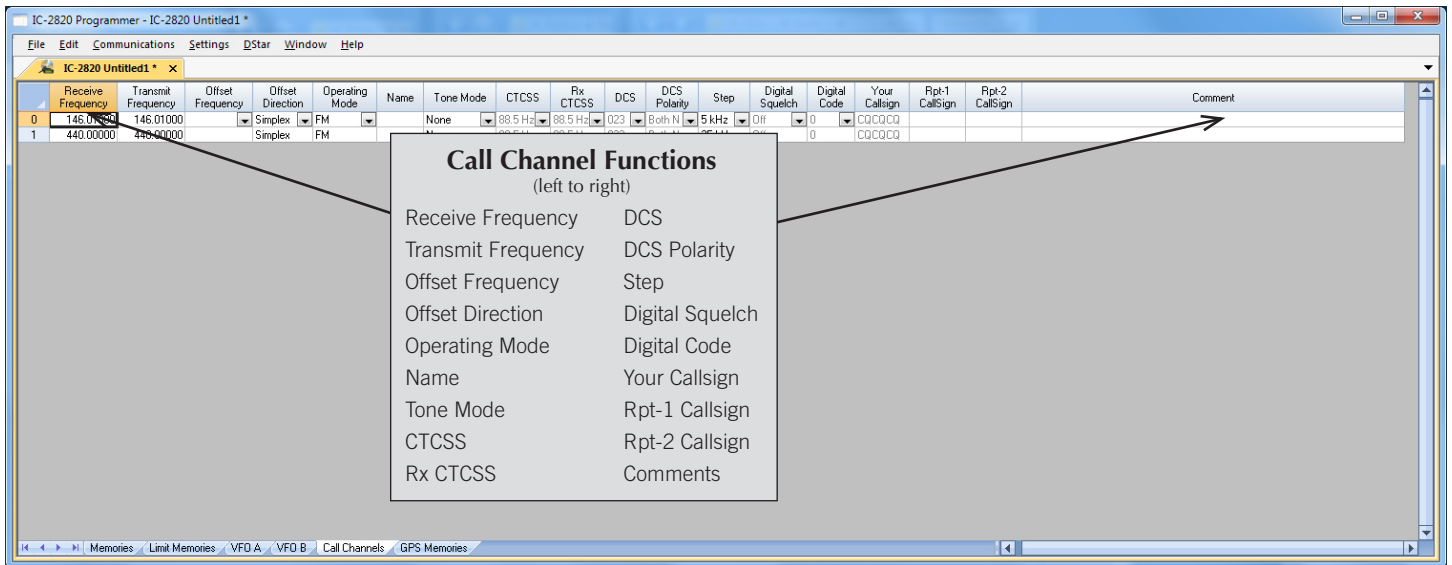 IC-2820 Programmer - IC-2820 Untitled1 *
File Edit Communications Settings DStar Window Help
IC-2820 Untitled1 * x
Receive Frequency Transmit Frequency Offset Frequency Offset Direction Operating Mode Name Tone Mode CTCSS Rx CTCSS DCS DCS Polarity Step Digital Squelch Digital Code Your Callsign Rpt-1 CallSign Rpt-2 CallSign Comment
0 146.01000 146.01000 Simplex FM None 88.5 Hz 88.5 Hz 023 Both N 5 kHz Off 0 CQCQCQ
1 440.00000 440.00000 Simplex FM 0 CQCQCQ
Call Channel Functions
(left to right)
Receive Frequency
Transmit Frequency
Offset Frequency
Offset Direction
Operating Mode
Name
Tone Mode
CTCSS
Rx CTCSS
DCS
DCS Polarity
Step
Digital Squelch
Digital Code
Your Callsign
Rpt-1 Callsign
Rpt-2 Callsign
Comments
Memories Limit Memories VFO A VFO B Call Channels GPS Memories